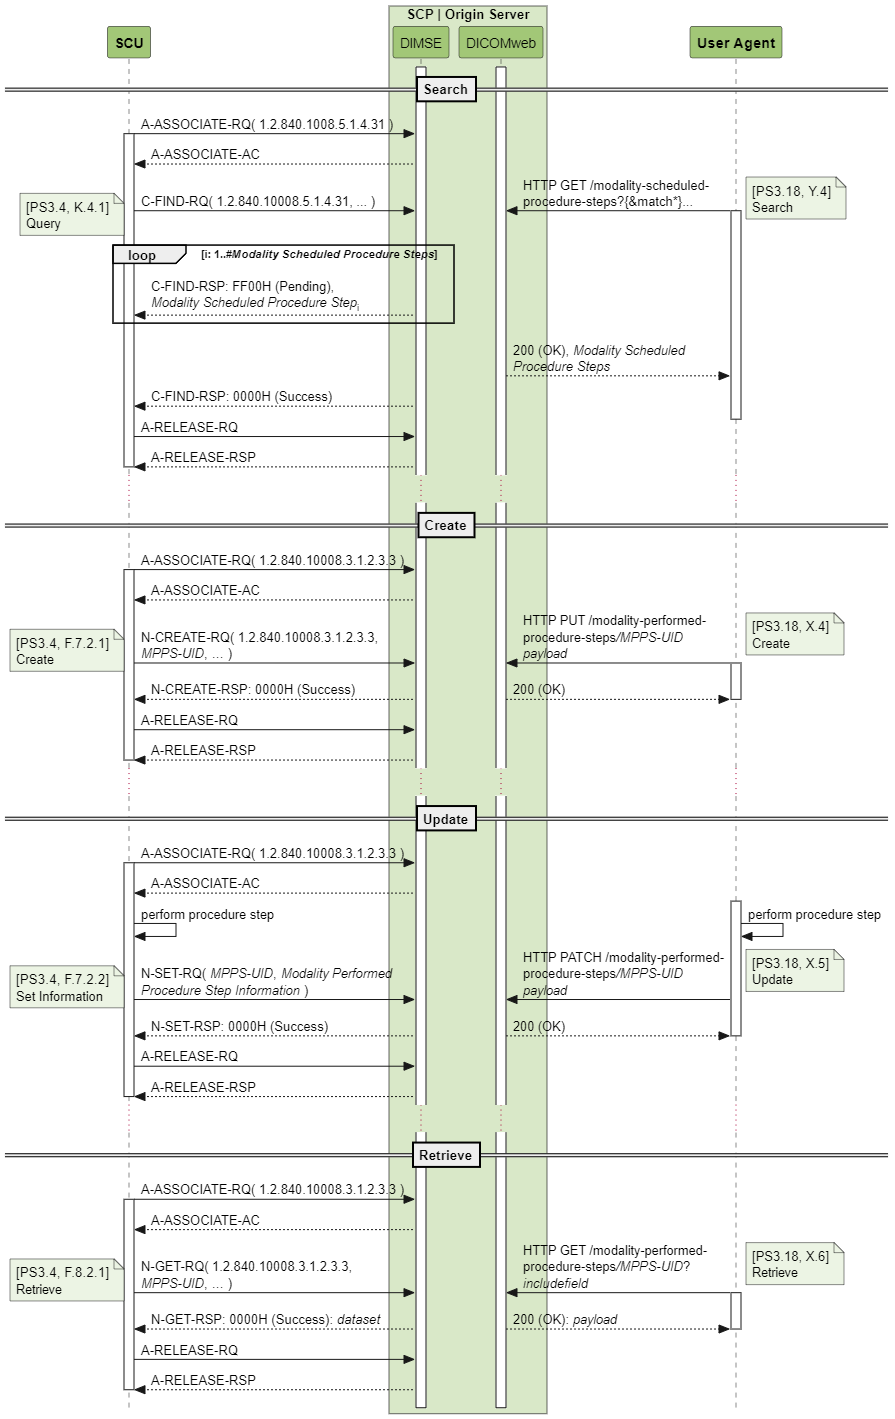 SCP | Origin Server
SCU
DIMSE
DICOMweb
User Agent
Search
A-ASSOCIATE-RQ( 1.2.840.1008.5.1.4.31 )
A-ASSOCIATE-AC
[PS3.4, K.4.1]
Query
C-FIND-RQ( 1.2.840.10008.5.1.4.31, ... )
HTTP GET /modality-scheduled-
procedure-steps?{&match*}...
[PS3.18, Y.4]
Search
loop
[i: 1..#Modality Scheduled Procedure Steps]
C-FIND-RSP: FF00H (Pending),
Modality Scheduled Procedure Stepi
200 (OK), Modality Scheduled
Procedure Steps
C-FIND-RSP: 0000H (Success)
A-RELEASE-RQ
A-RELEASE-RSP
Create
A-ASSOCIATE-RQ( 1.2.840.10008.3.1.2.3.3 )
A-ASSOCIATE-AC
[PS3.4, F.7.2.1]
Create
N-CREATE-RQ( 1.2.840.10008.3.1.2.3.3,
MPPS-UID, ... )
HTTP PUT /modality-performed-
procedure-steps/MPPS-UID
payload
[PS3.18, X.4]
Create
N-CREATE-RSP: 0000H (Success)
200 (OK)
A-RELEASE-RQ
A-RELEASE-RSP
Update
A-ASSOCIATE-RQ( 1.2.840.10008.3.1.2.3.3 )
A-ASSOCIATE-AC
perform procedure step
perform procedure step
[PS3.4, F.7.2.2]
Set Information
N-SET-RQ( MPPS-UID, Modality Performed
Procedure Step Information )
HTTP PATCH /modality-performed-
procedure-steps/MPPS-UID
payload
[PS3.18, X.5]
Update
N-SET-RSP: 0000H (Success)
200 (OK)
A-RELEASE-RQ
A-RELEASE-RSP
Retrieve
A-ASSOCIATE-RQ( 1.2.840.10008.3.1.2.3.3 )
A-ASSOCIATE-AC
[PS3.4, F.8.2.1]
Retrieve
N-GET-RQ( 1.2.840.10008.3.1.2.3.3,
MPPS-UID, ... )
HTTP GET /modality-performed-
procedure-steps/MPPS-UID?
includefield
[PS3.18, X.6]
Retrieve
N-GET-RSP: 0000H (Success): dataset
200 (OK): payload
A-RELEASE-RQ
A-RELEASE-RSP